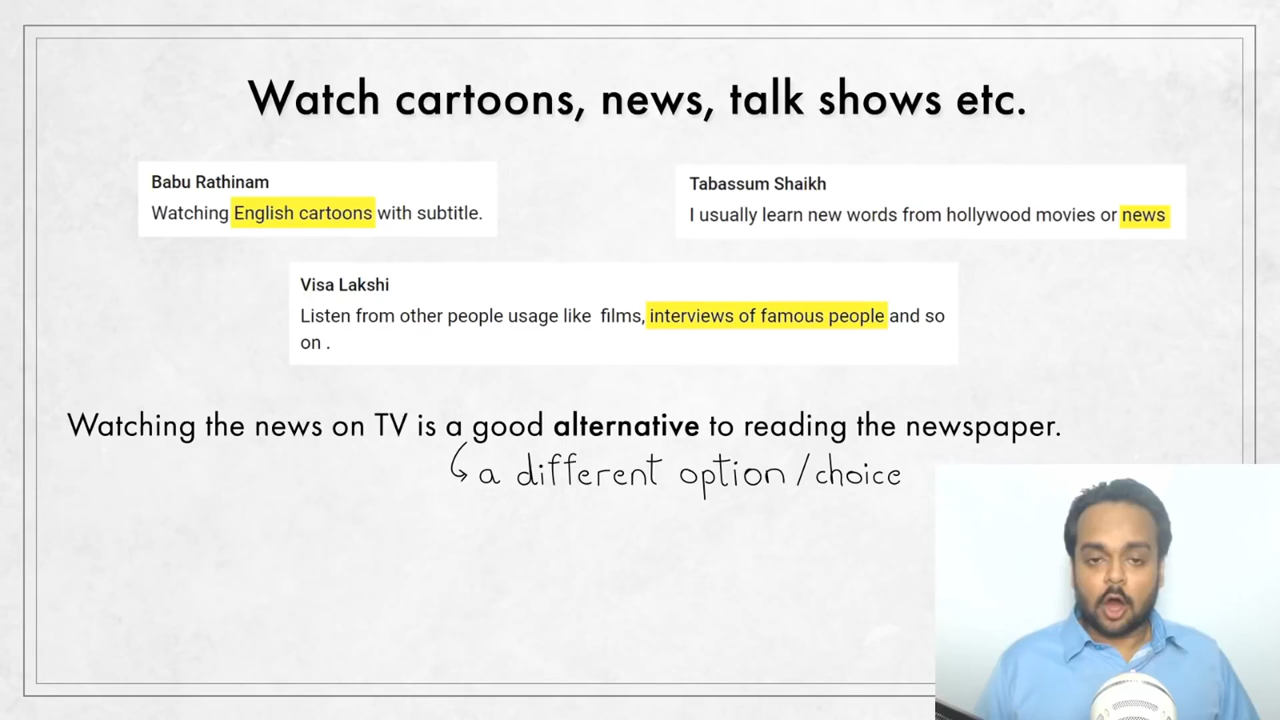 Watch cartoons, news, talk shows etc.
Babu Rathinam
Watching English cartoons with subtitle.
Tabassum Shaikh
I usually learn new words from hollywood movies or news
Visa Lakshi
Listen from other people usage like films, interviews of famous people and so
on .
Watching the news on TV is a good alternative to reading the newspaper.
a different option/choice